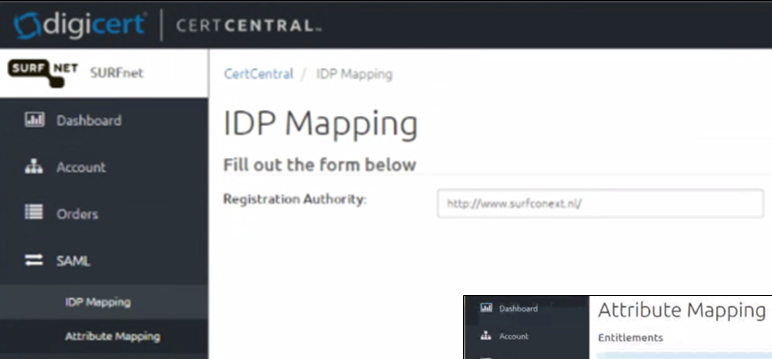 digicert® | CERTCENTRAL™
SURF NET SURFnet
CertCentral / IDP Mapping
Dashboard
Account
Orders
SAML
IDP Mapping
Attribute Mapping
IDP Mapping
Fill out the form below
Registration Authority: http://www.surfconext.nl/
Dashboard
Account
Attribute Mapping
Entitlements